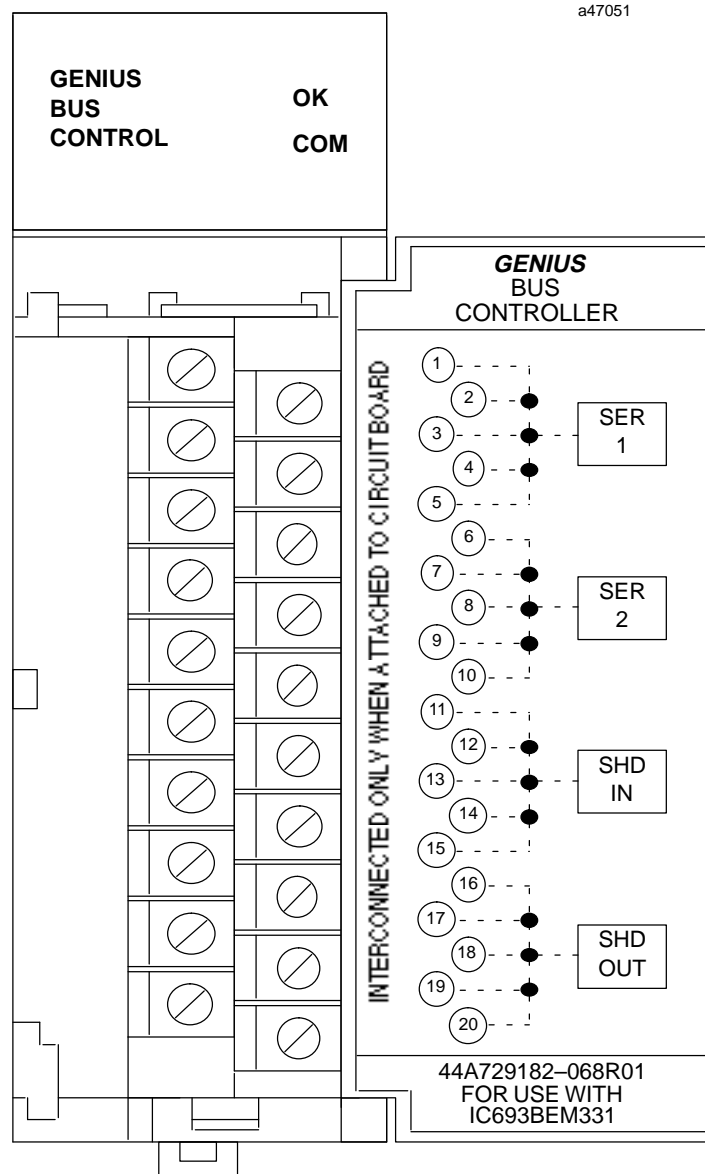 a47051
GENIUS
BUS
CONTROL
OK
COM
GENIUS
BUS
CONTROLLER
INTERCONNECTED ONLY WHEN ATTACHED TO CIRCUIT BOARD
1
2
3
4
5
SER
1
6
7
8
9
10
SER
2
11
12
13
14
15
SHD
IN
16
17
18
19
20
SHD
OUT
44A729182–068R01
FOR USE WITH
IC693BEM331